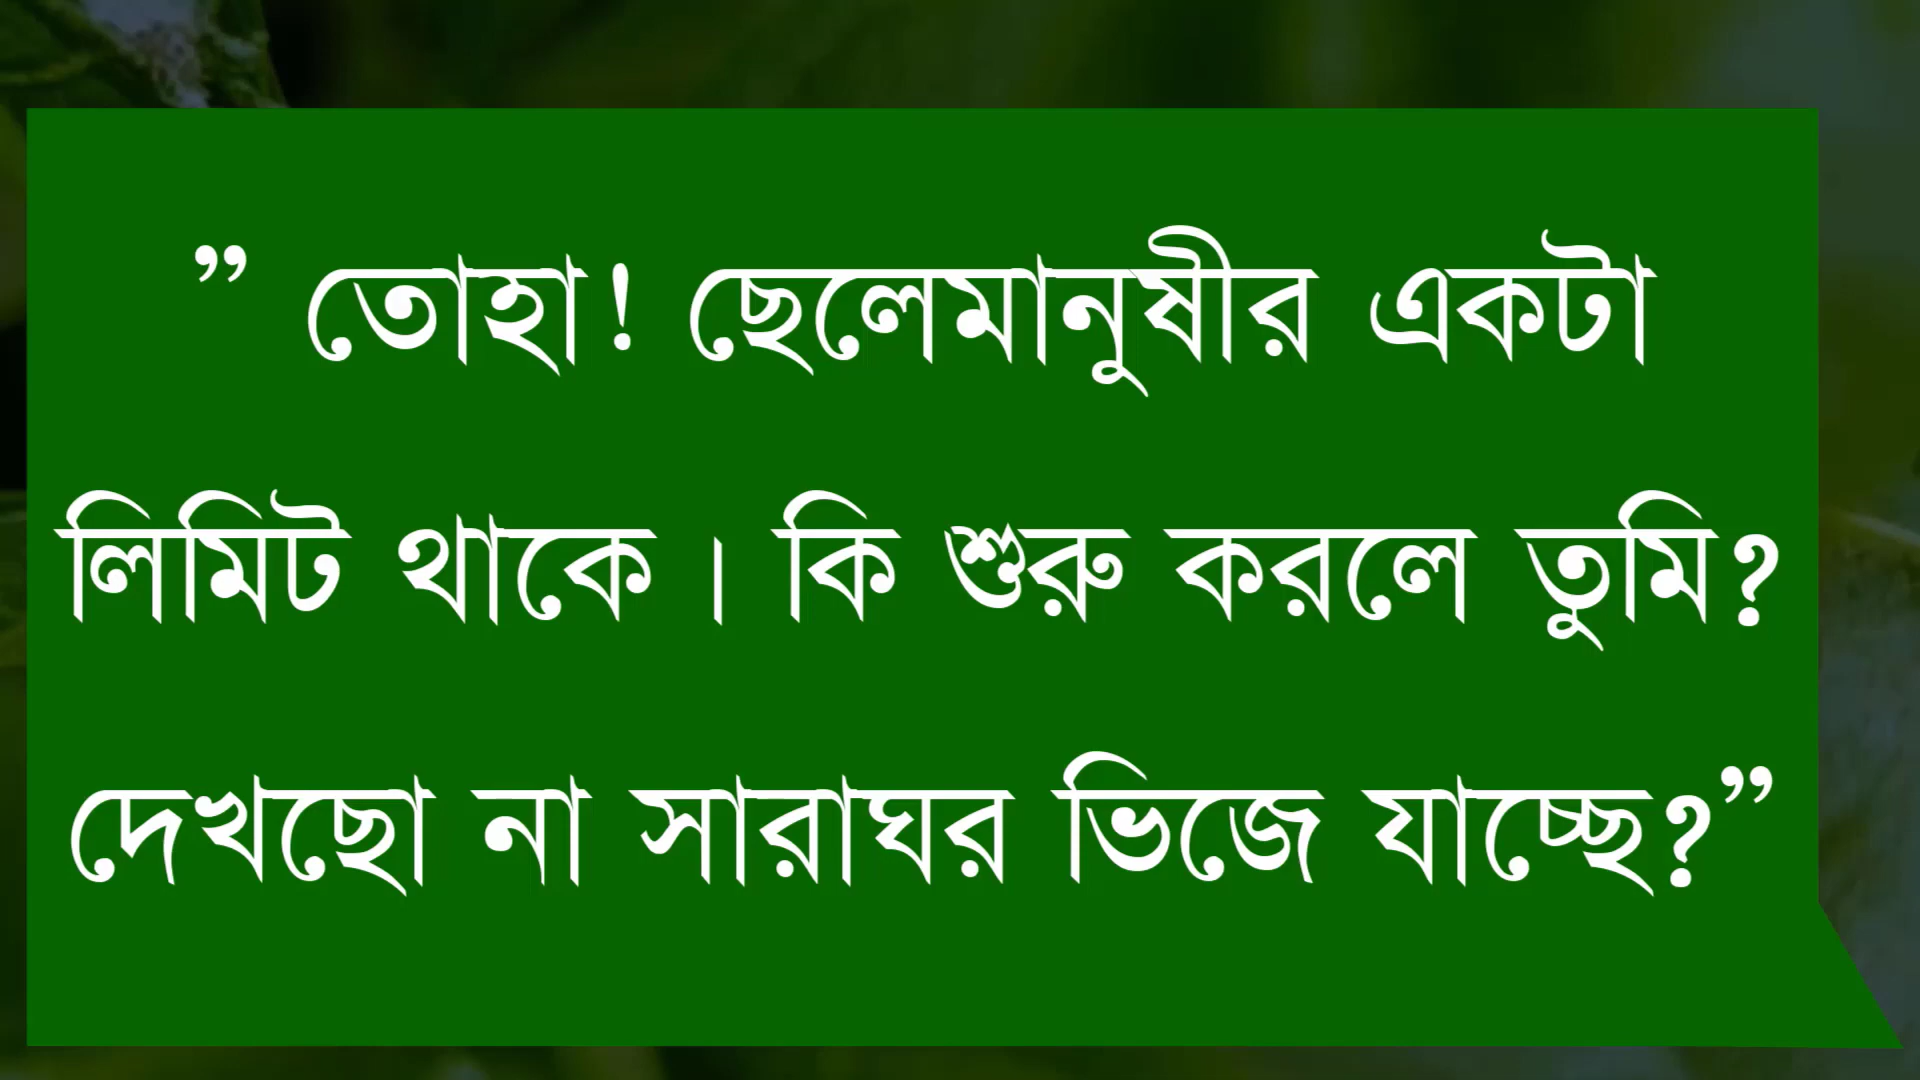 ” তোহা! ছেলেমানুষীর একটা
লিমিট থাকে। কি শুরু করলে তুমি?
দেখছো না সারাঘর ভিজে যাচ্ছে?”